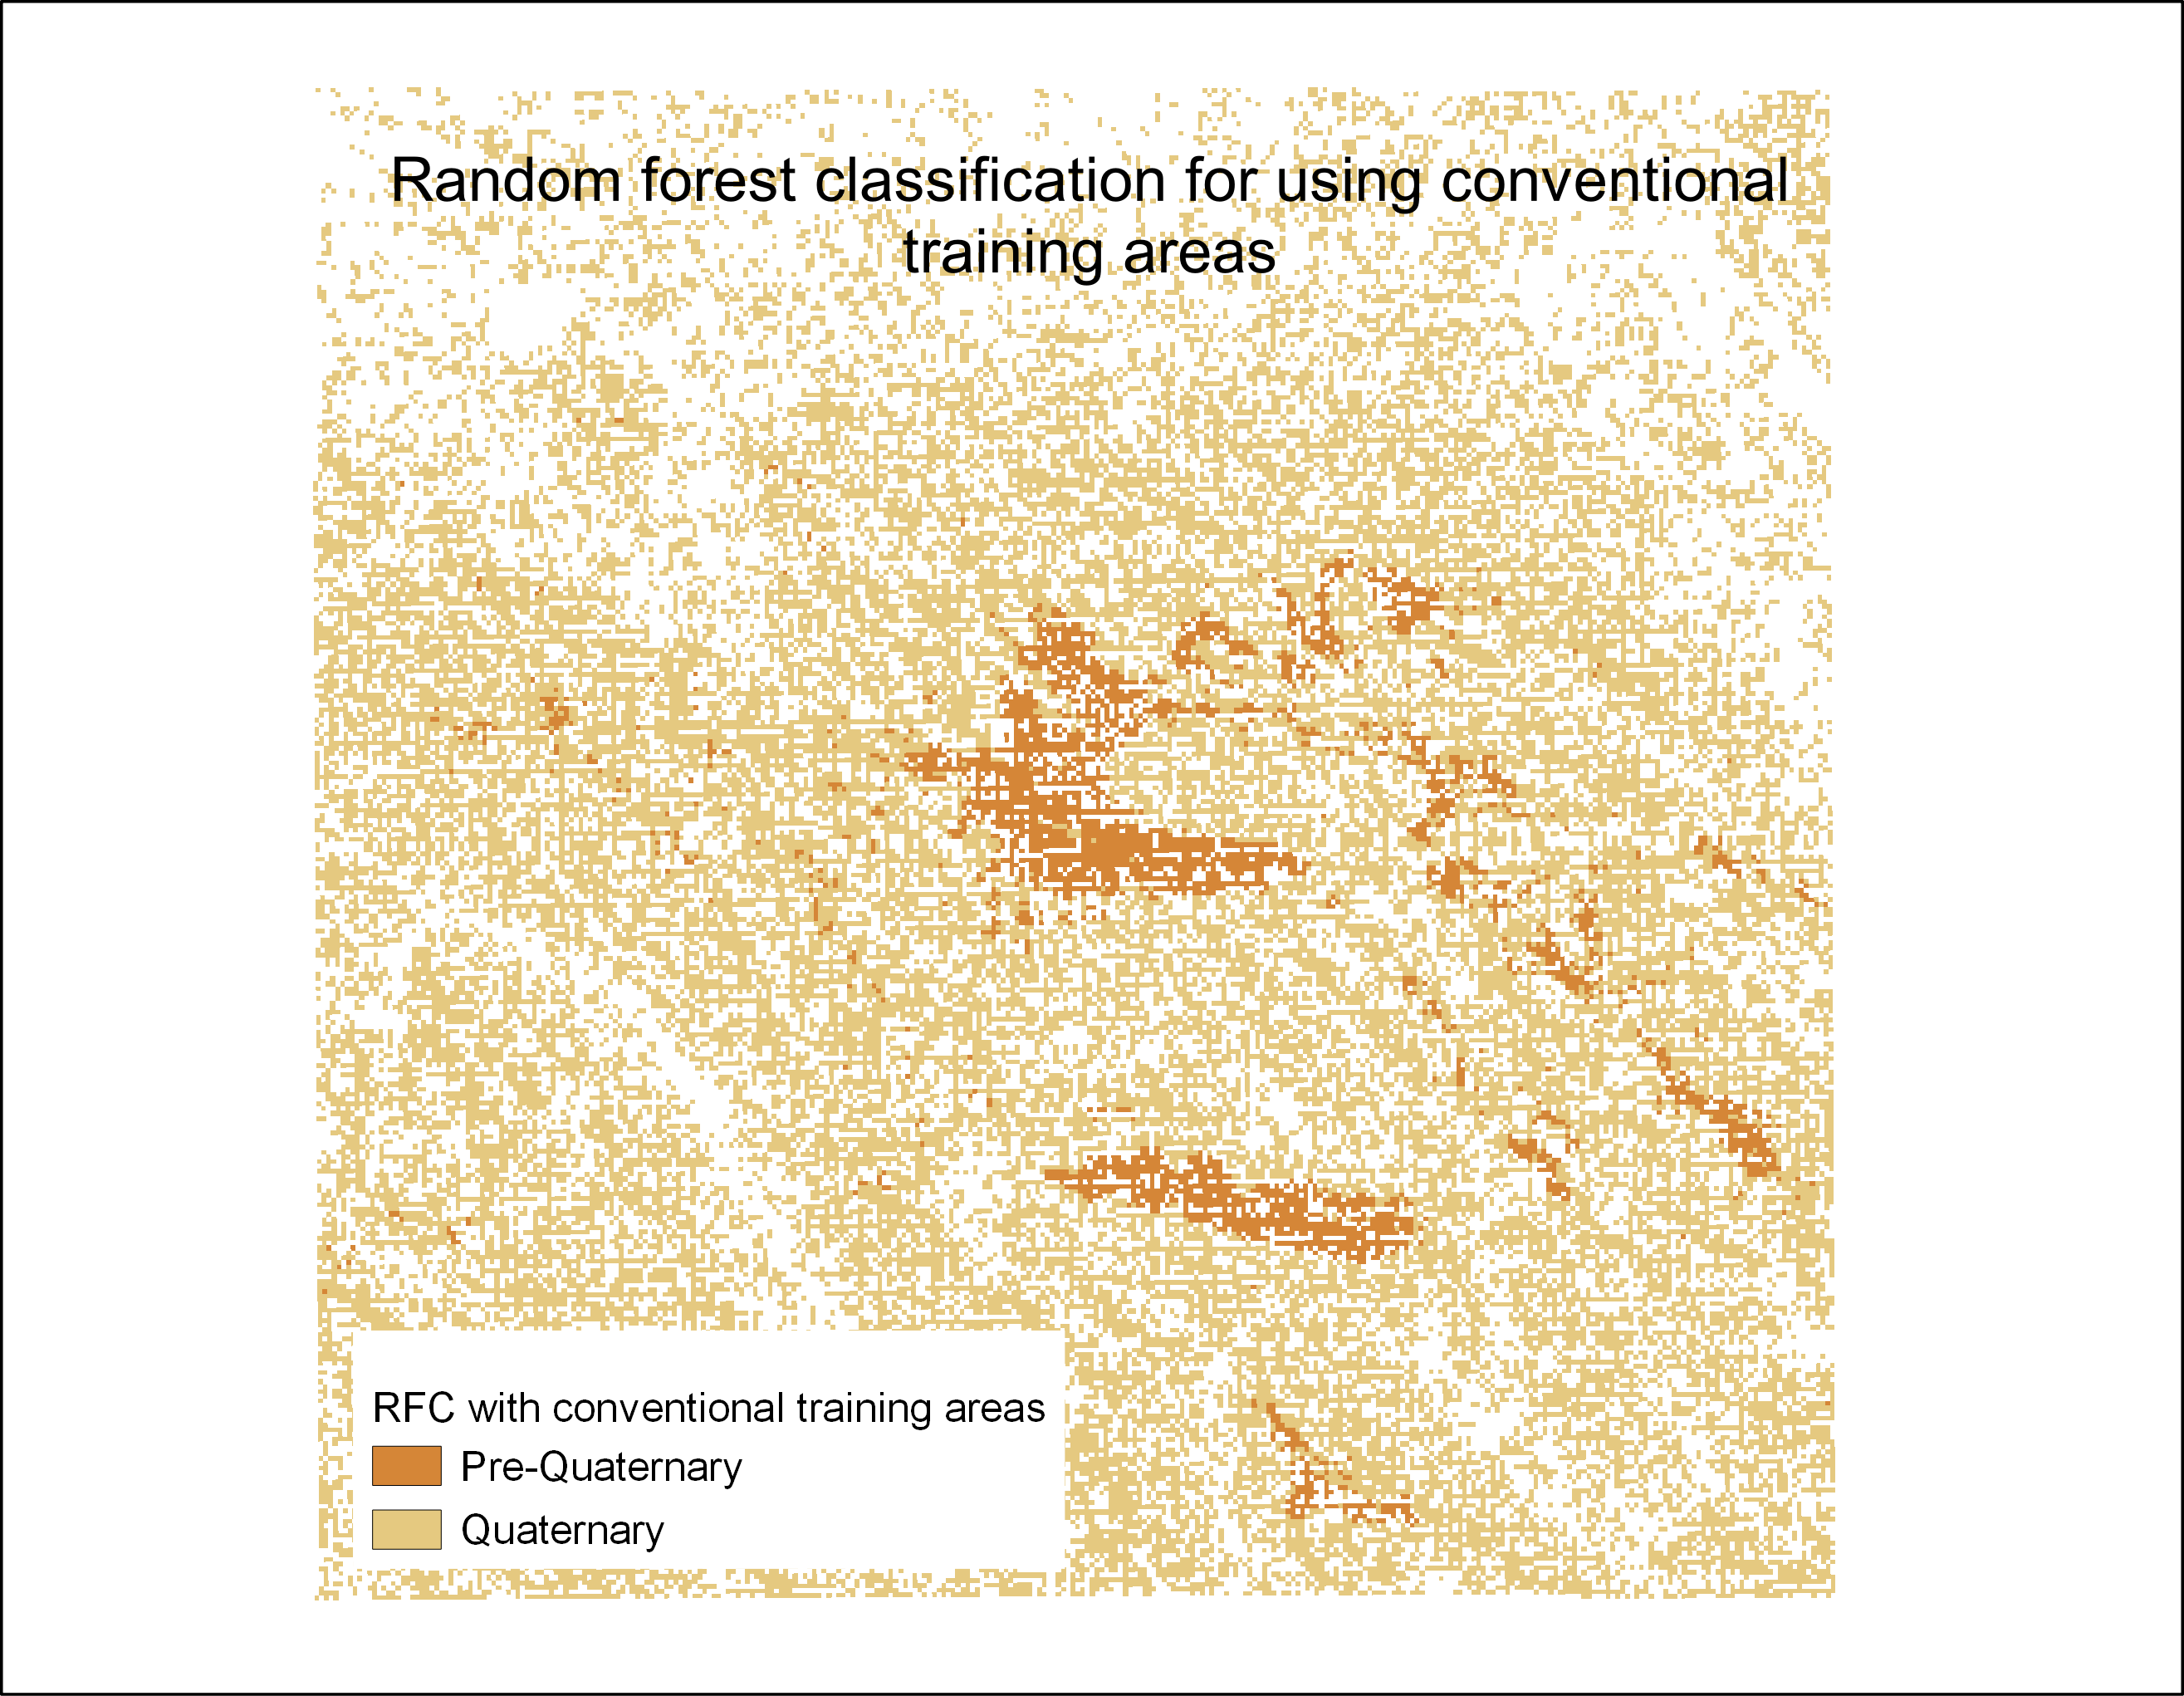 Random forest classification for using conventional
training areas
RFC with conventional training areas
Pre-Quaternary
Quaternary